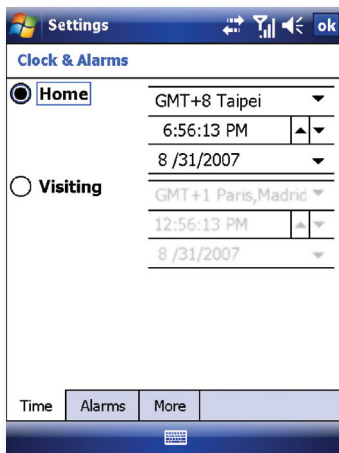 Settings
ok
Clock & Alarms
Home
GMT+8 Taipei
6:56:13 PM
8 /31/2007
Visiting
GMT+1 Paris,Madrid
12:56:13 PM
8 /31/2007
Time Alarms More